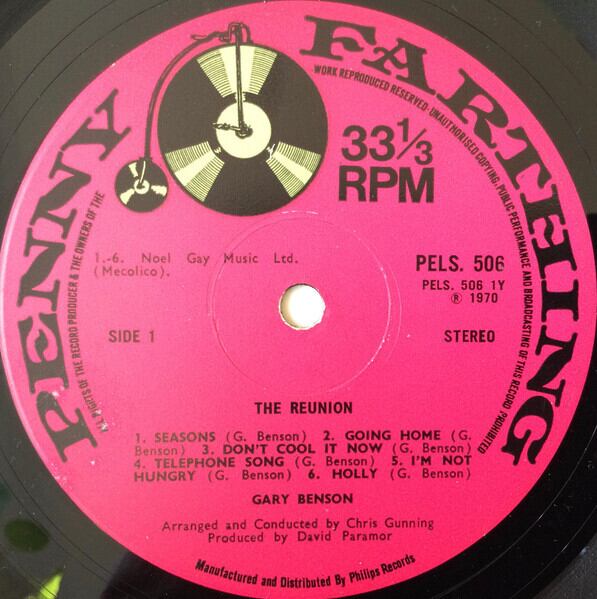 PENNY FARTHING
ALL RIGHTS OF THE RECORD PRODUCER & THE OWNERS OF THE
WORK REPRODUCED RESERVED·UNAUTHORISED COPYING, PUBLIC PERFORMANCE AND BROADCASTING OF THIS RECORD PROHIBITED
33 1/3
RPM
1.-6. Noel Gay Music Ltd.
(Mecolico).
PELS. 506
PELS. 506 1Y
℗ 1970
SIDE 1
STEREO
THE REUNION
1. SEASONS (G. Benson) 2. GOING HOME (G.
Benson) 3. DON'T COOL IT NOW (G. Benson)
4. TELEPHONE SONG (G. Benson) 5. I'M NOT
HUNGRY (G. Benson) 6. HOLLY (G. Benson)
GARY BENSON
Arranged and Conducted by Chris Gunning
Produced by David Paramor
Manufactured and Distributed By Philips Records